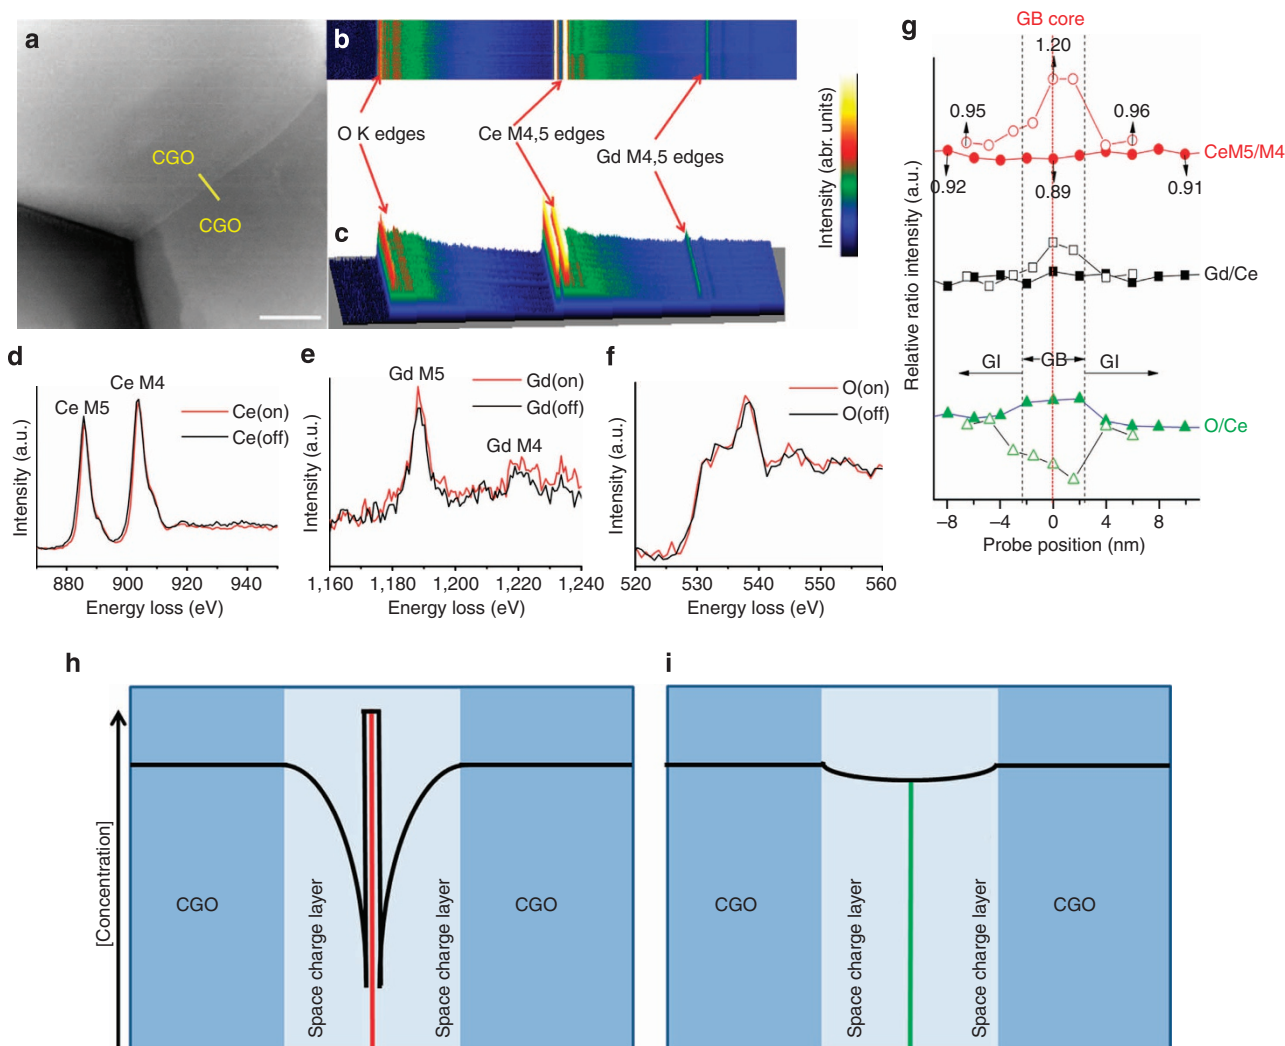 a
CGO
CGO
b
O K edges
Ce M4,5 edges
Gd M4,5 edges
c
Intensity (abr. units)
d
Ce M4
Ce M5
Ce(on)
Ce(off)
Intensity (a.u.)
880 900 920 940
Energy loss (eV)
e
Gd M5
Gd(on)
Gd(off)
Gd M4
Intensity (a.u.)
1,160 1,180 1,200 1,220 1,240
Energy loss (eV)
f
O(on)
O(off)
Intensity (a.u.)
520 530 540 550 560
Energy loss (eV)
g
GB core
1.20
0.95
0.96
CeM5/M4
0.92
0.89
0.91
Gd/Ce
GI
GB
GI
O/Ce
Relative ratio intensity (a.u.)
–8 –4 0 4 8
Probe position (nm)
h
[Concentration]
CGO
Space charge layer
Space charge layer
CGO
i
CGO
Space charge layer
Space charge layer
CGO